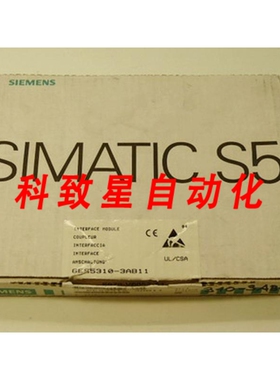 SIEMENS
SIMATIC S5
科致星自动化
INTERFACE MODULE
COUPLEUR
INTERFACCIA
INTERFACE
ANSCHALTUNG
6ES5310-3AB11
CE
UL/CSA